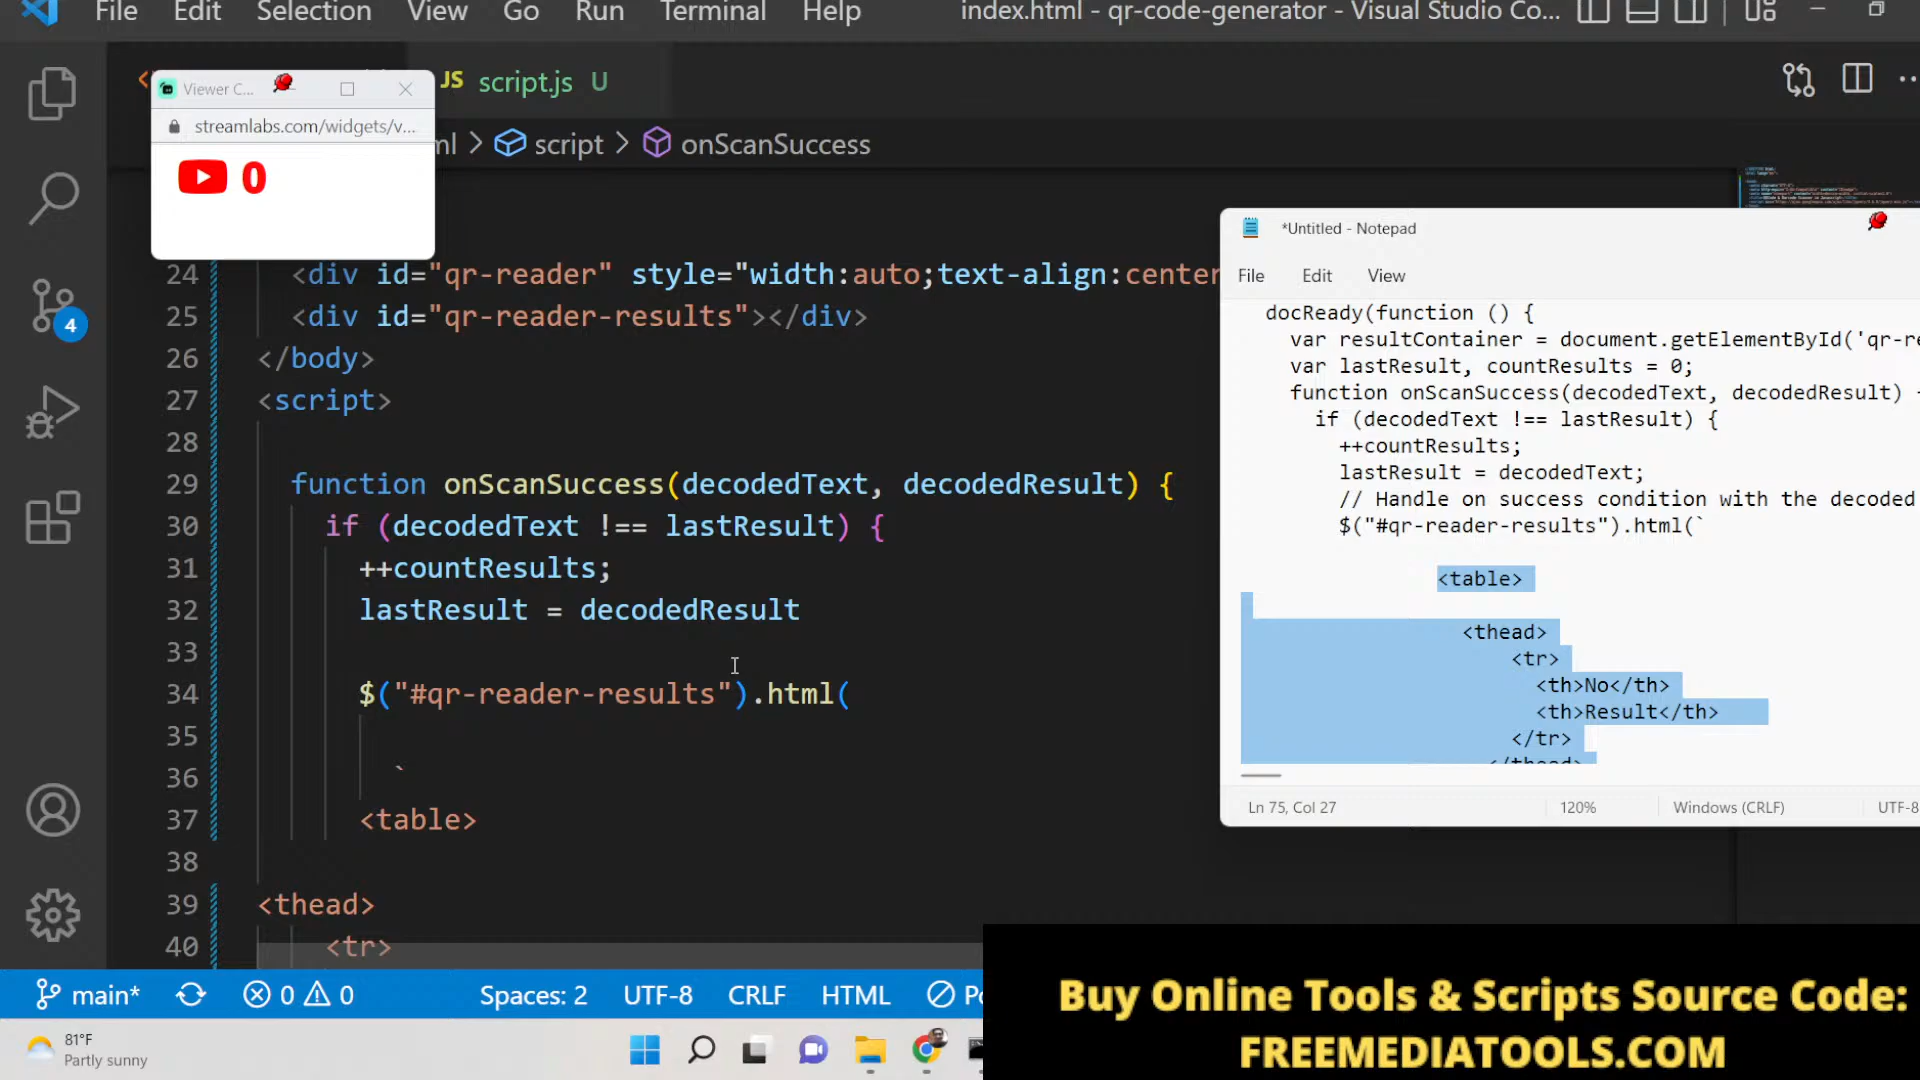 File Edit Selection View Go Run Terminal Help index.html - qr-code-generator - Visual Studio Co...
JS script.js U
Viewer C...
streamlabs.com/widgets/v...
0
ml > script > onScanSuccess
24 <div id="qr-reader" style="width:auto;text-align:center
25 <div id="qr-reader-results"></div>
26 </body>
27 <script>
28
29 function onScanSuccess(decodedText, decodedResult) {
30 if (decodedText !== lastResult) {
31 ++countResults;
32 lastResult = decodedResult
33
34 $("#qr-reader-results").html(
35
36 `
37 <table>
38
39 <thead>
40 <tr>
*Untitled - Notepad
File Edit View
docReady(function () {
var resultContainer = document.getElementById('qr-re
var lastResult, countResults = 0;
function onScanSuccess(decodedText, decodedResult)
if (decodedText !== lastResult) {
++countResults;
lastResult = decodedText;
// Handle on success condition with the decoded
$("#qr-reader-results").html(`
<table>
<thead>
<tr>
<th>No</th>
<th>Result</th>
</tr>
</thead>
Ln 75, Col 27 120% Windows (CRLF) UTF-8
4
main* 0 0 Spaces: 2 UTF-8 CRLF HTML
81°F
Partly sunny
Buy Online Tools & Scripts Source Code:
FREEMEDIATOOLS.COM